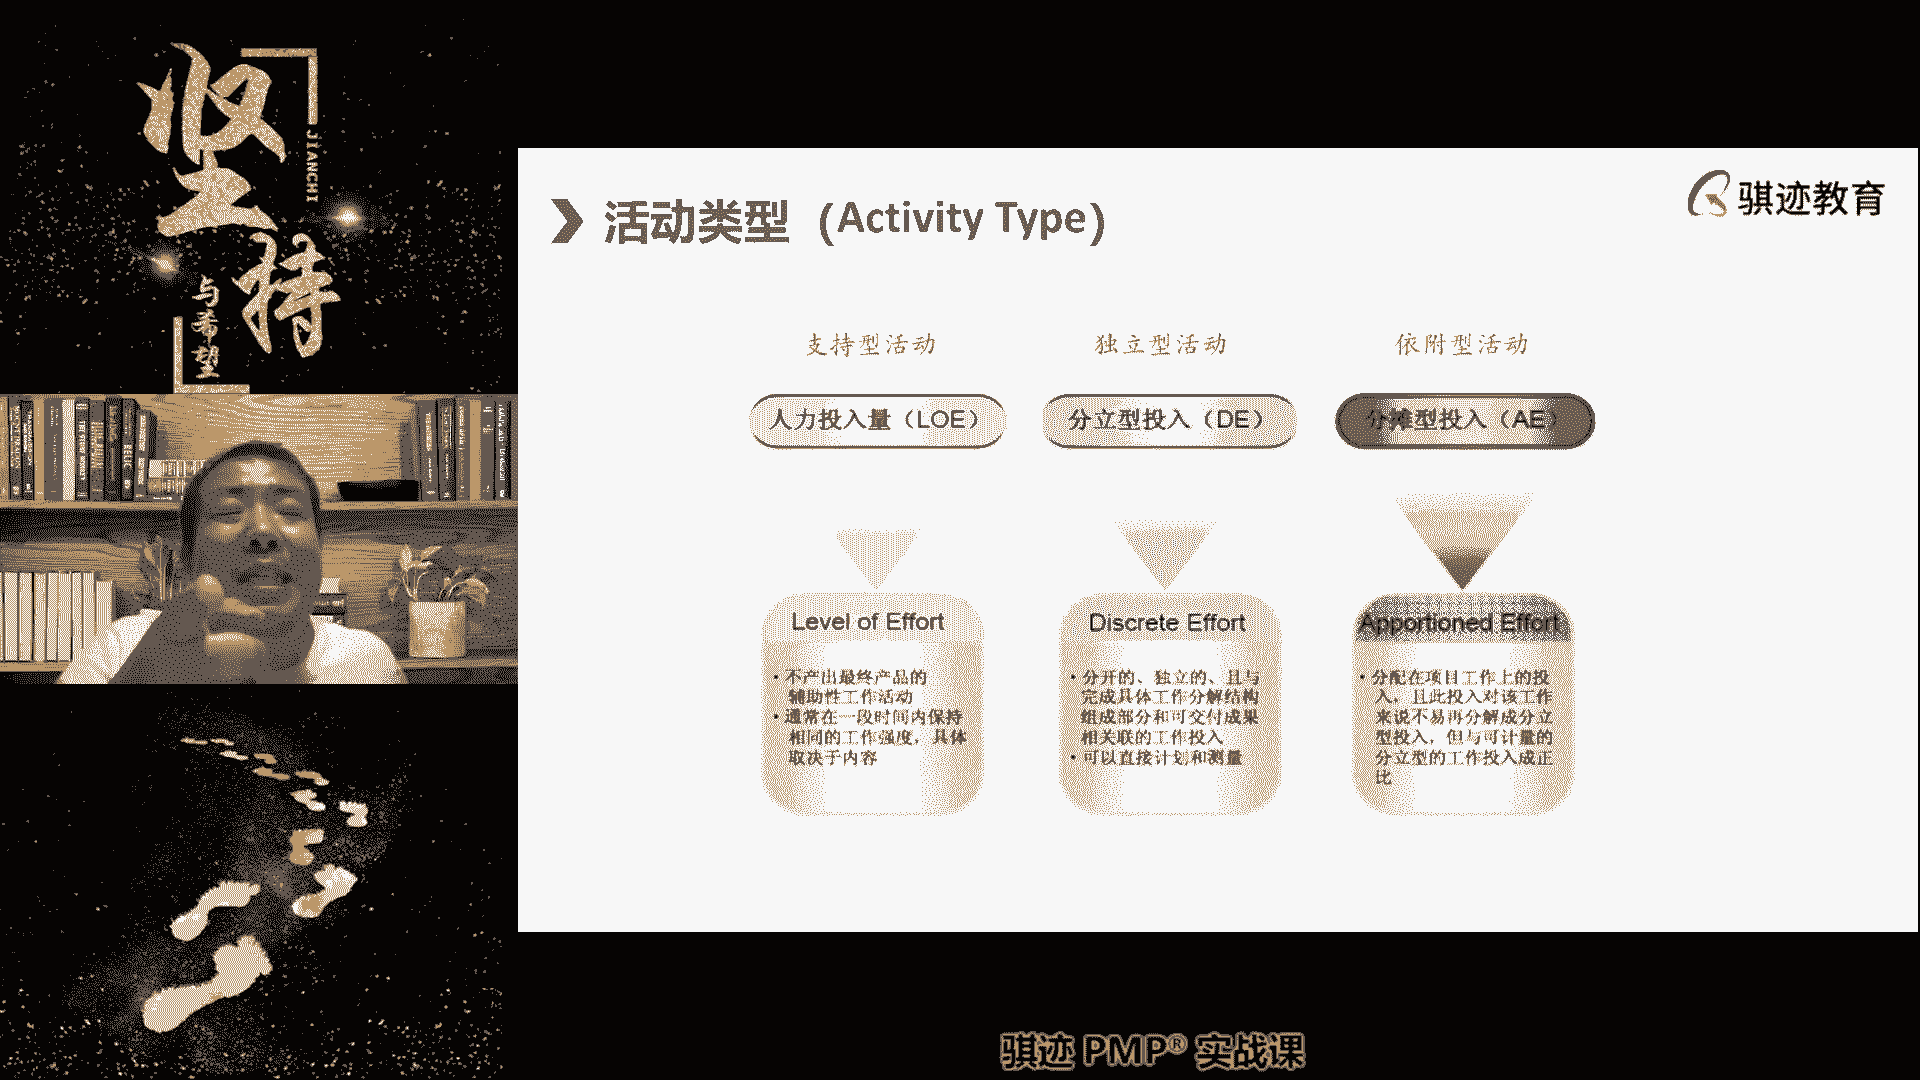 坚持
JIANCHI
与希望
骐迹教育
活动类型（Activity Type）
支持型活动
独立型活动
依附型活动
人力投入量（LOE）
分立型投入（DE）
分摊型投入（AE）
Level of Effort
• 不产出最终产品的
辅助性工作活动
• 通常在一段时间内保持
相同的工作强度，具体
取决于内容
Discrete Effort
• 分开的、独立的、且与
完成具体工作分解结构
组成部分和可交付成果
相关联的工作投入
• 可以直接计划和测量
Apportioned Effort
• 分配在项目工作上的投
入，且此投入对该工作
来说不易再分解成分立
型投入，但与可计量的
分立型的工作投入成正
比
骐迹 PMP® 实战课